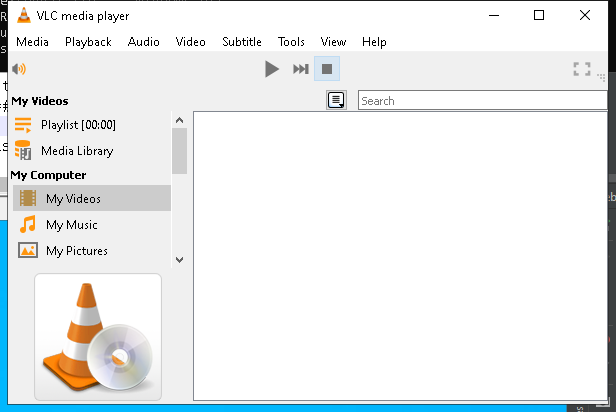 VLC media player
Media Playback Audio Video Subtitle Tools View Help
My Videos
Search
Playlist [00:00]
Media Library
My Computer
My Videos
My Music
My Pictures